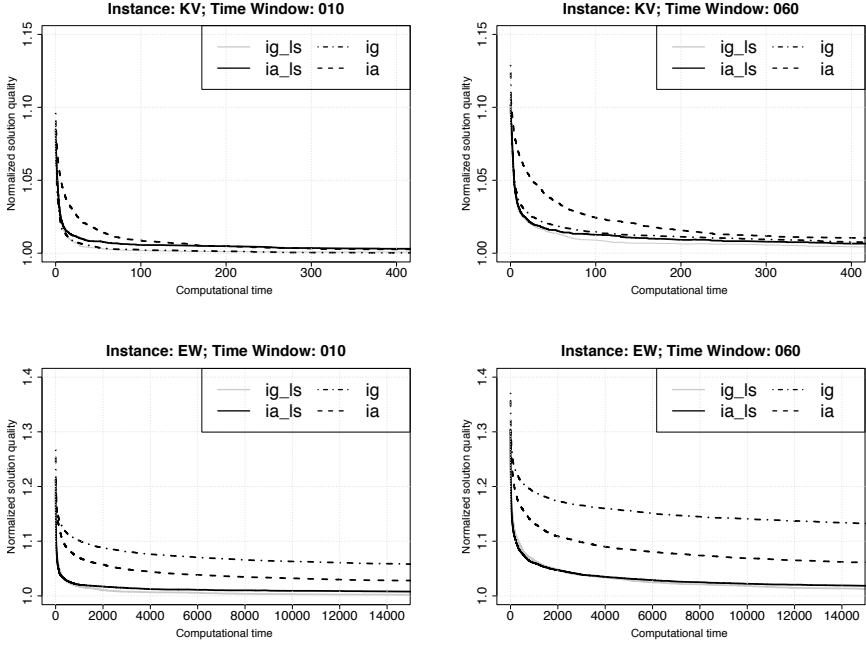 Instance: KV; Time Window: 010
Normalized solution quality
1.15
1.10
1.05
1.00
ig_ls
ig
ia_ls
ia
0 100 200 300 400
Computational time
Instance: KV; Time Window: 060
Normalized solution quality
1.15
1.10
1.05
1.00
ig_ls
ig
ia_ls
ia
0 100 200 300 400
Computational time
Instance: EW; Time Window: 010
Normalized solution quality
1.4
1.3
1.2
1.1
1.0
ig_ls
ig
ia_ls
ia
0 2000 4000 6000 8000 10000 12000 14000
Computational time
Instance: EW; Time Window: 060
Normalized solution quality
1.4
1.3
1.2
1.1
1.0
ig_ls
ig
ia_ls
ia
0 2000 4000 6000 8000 10000 12000 14000
Computational time